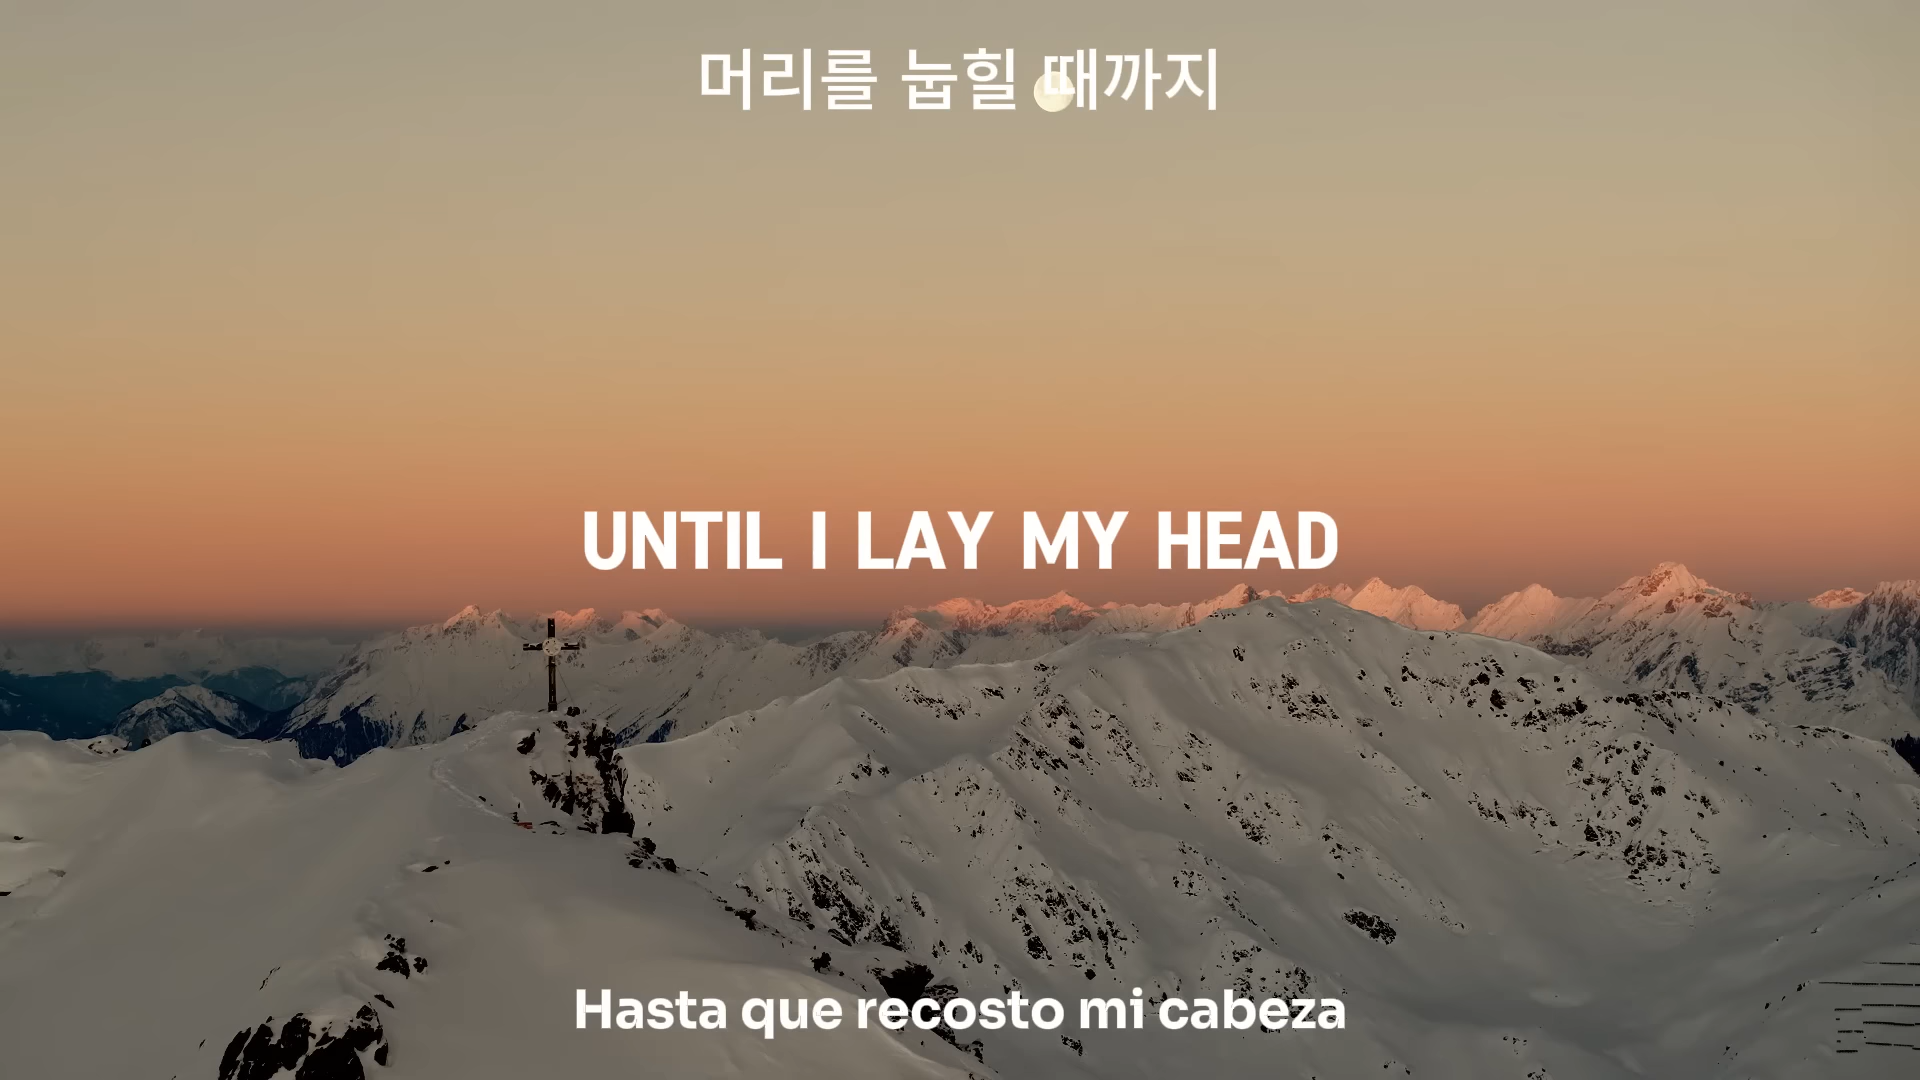 머리를 눕힐 때까지
UNTIL I LAY MY HEAD
Hasta que recosto mi cabeza